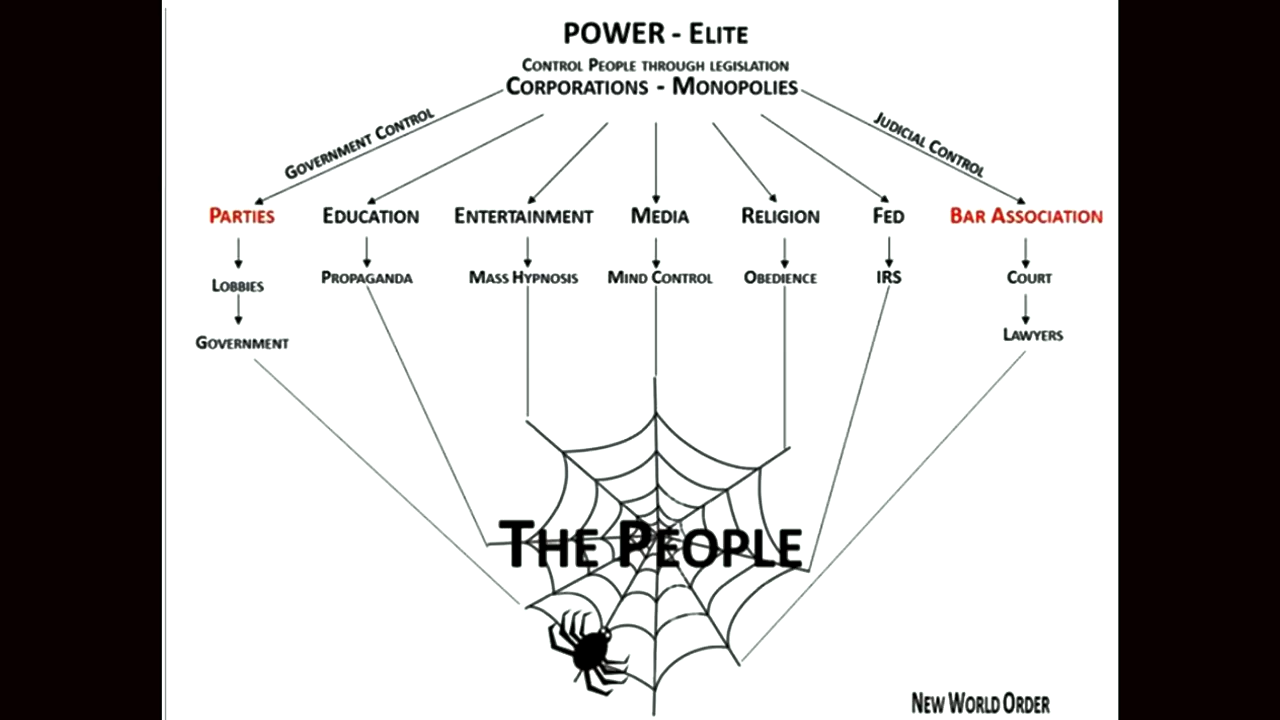 POWER - ELITE
CONTROL PEOPLE THROUGH LEGISLATION
CORPORATIONS - MONOPOLIES
GOVERNMENT CONTROL
JUDICIAL CONTROL
PARTIES EDUCATION ENTERTAINMENT MEDIA RELIGION FED BAR ASSOCIATION
LOBBIES PROPAGANDA MASS HYPNOSIS MIND CONTROL OBEDIENCE IRS COURT
GOVERNMENT LAWYERS
THE PEOPLE
NEW WORLD ORDER